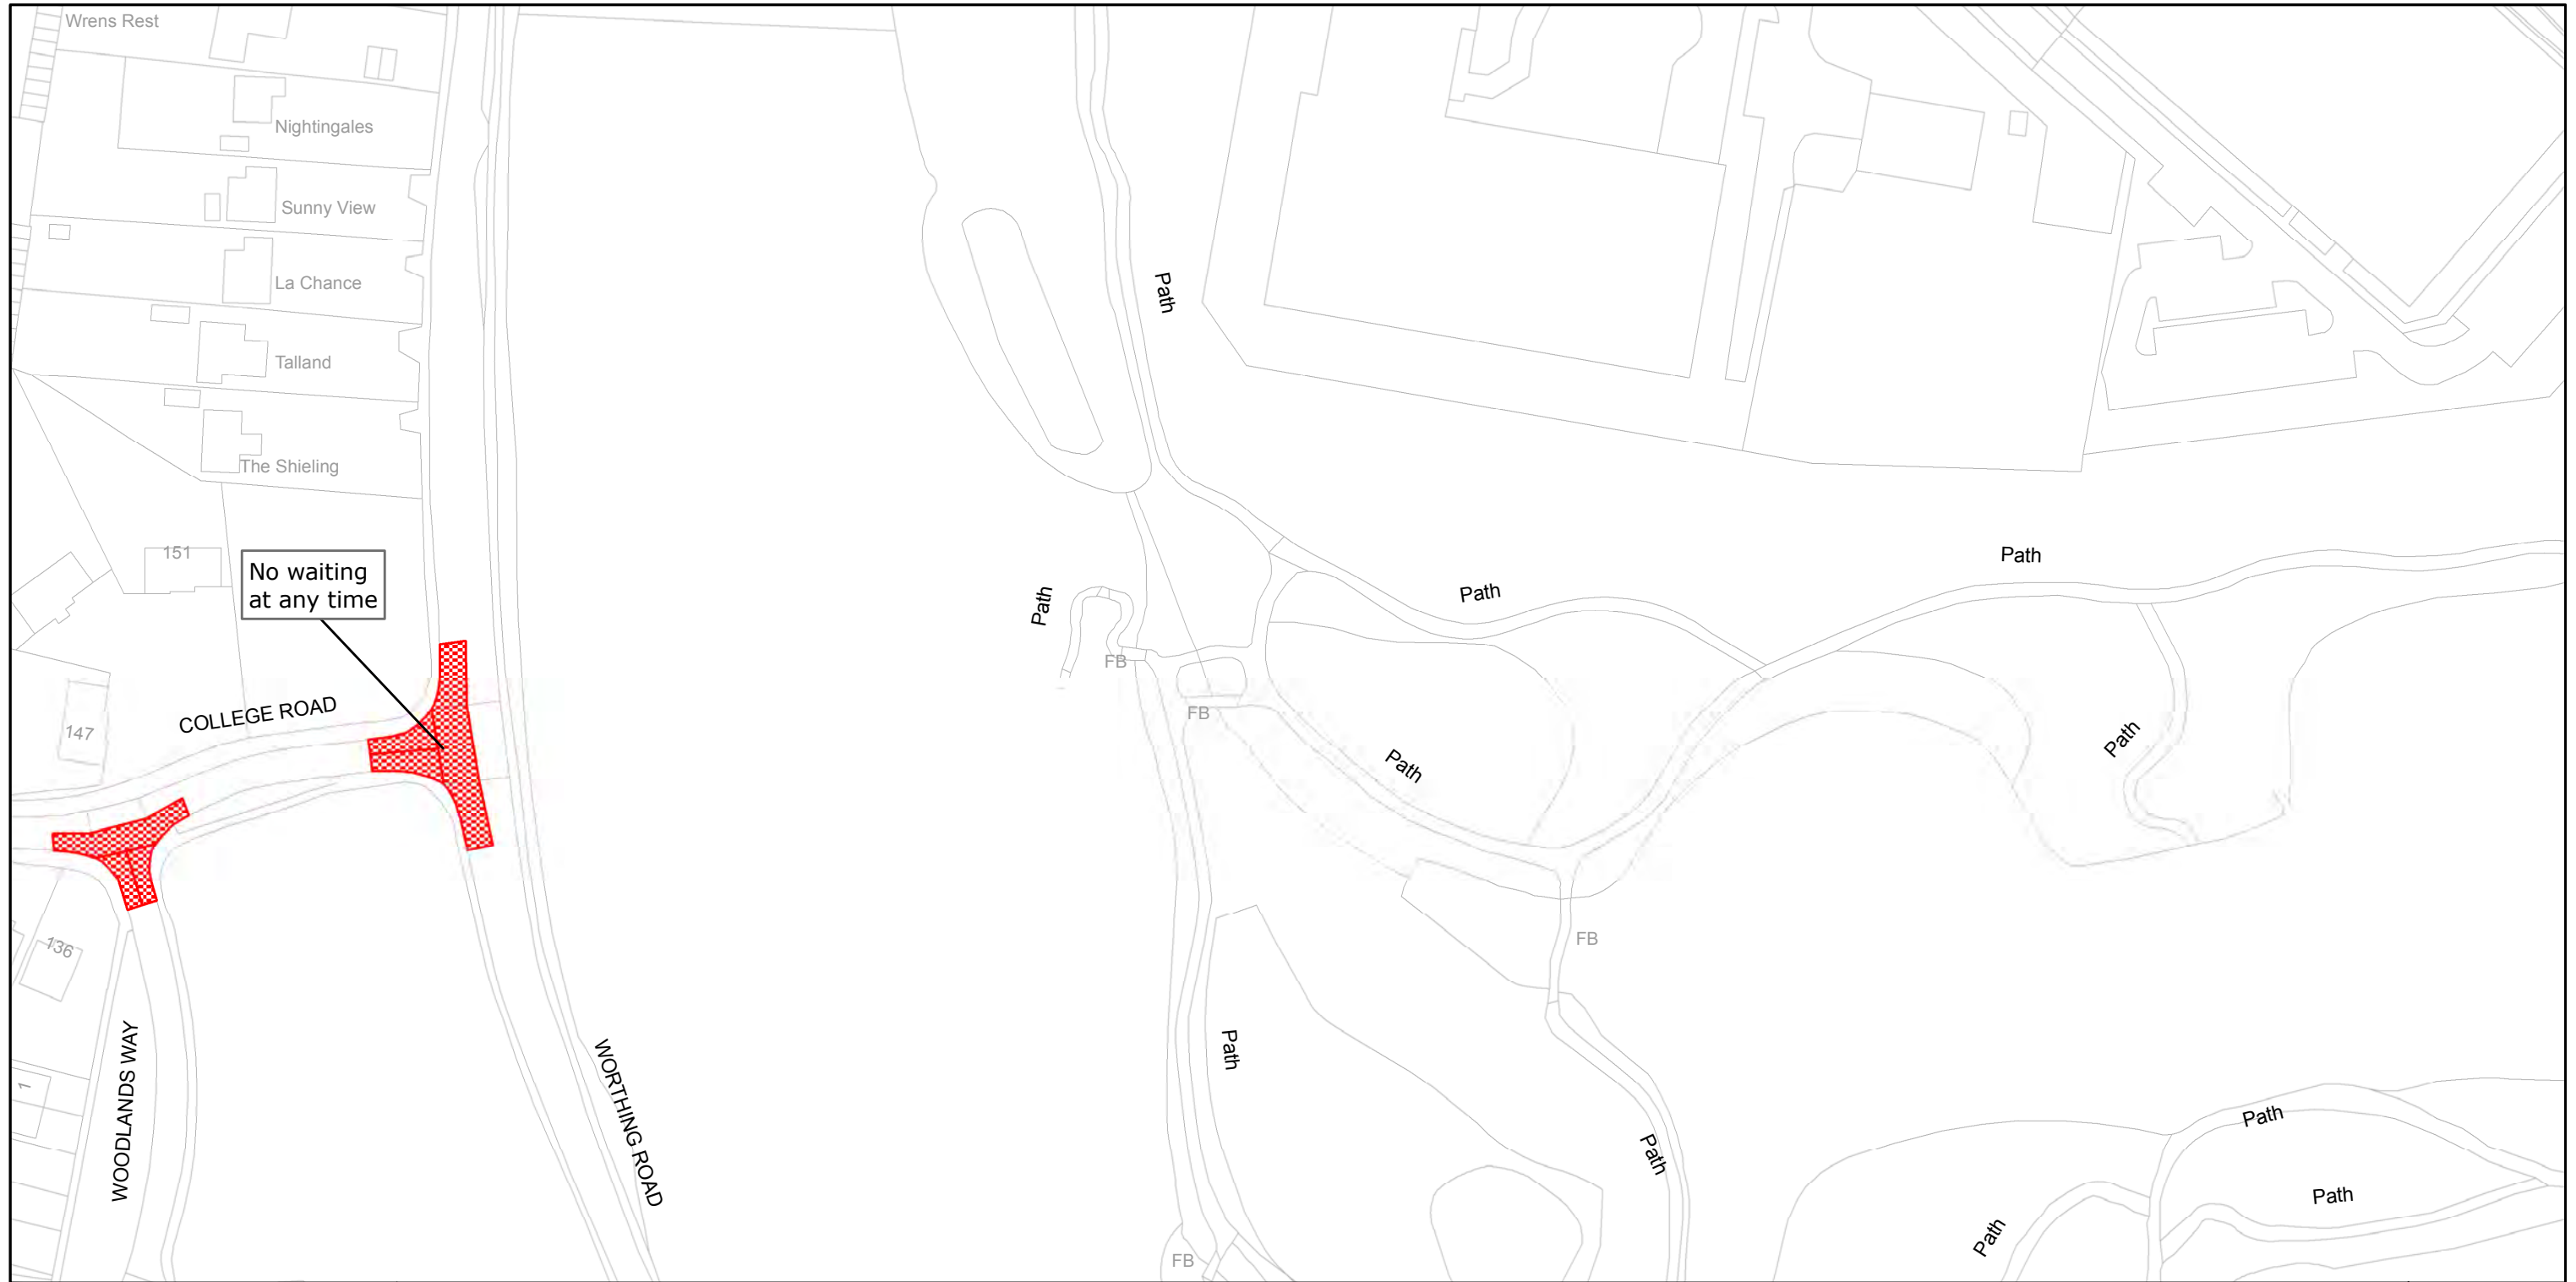 Wrens Rest
Nightingales
Sunny View
La Chance
Talland
The Shieling
151
No waiting
at any time
COLLEGE ROAD
147
136
1
WOODLANDS WAY
WORTHING ROAD
Path
Path
Path
Path
FB
FB
Path
Path
FB
Path
Path
Path
Path
Path
FB